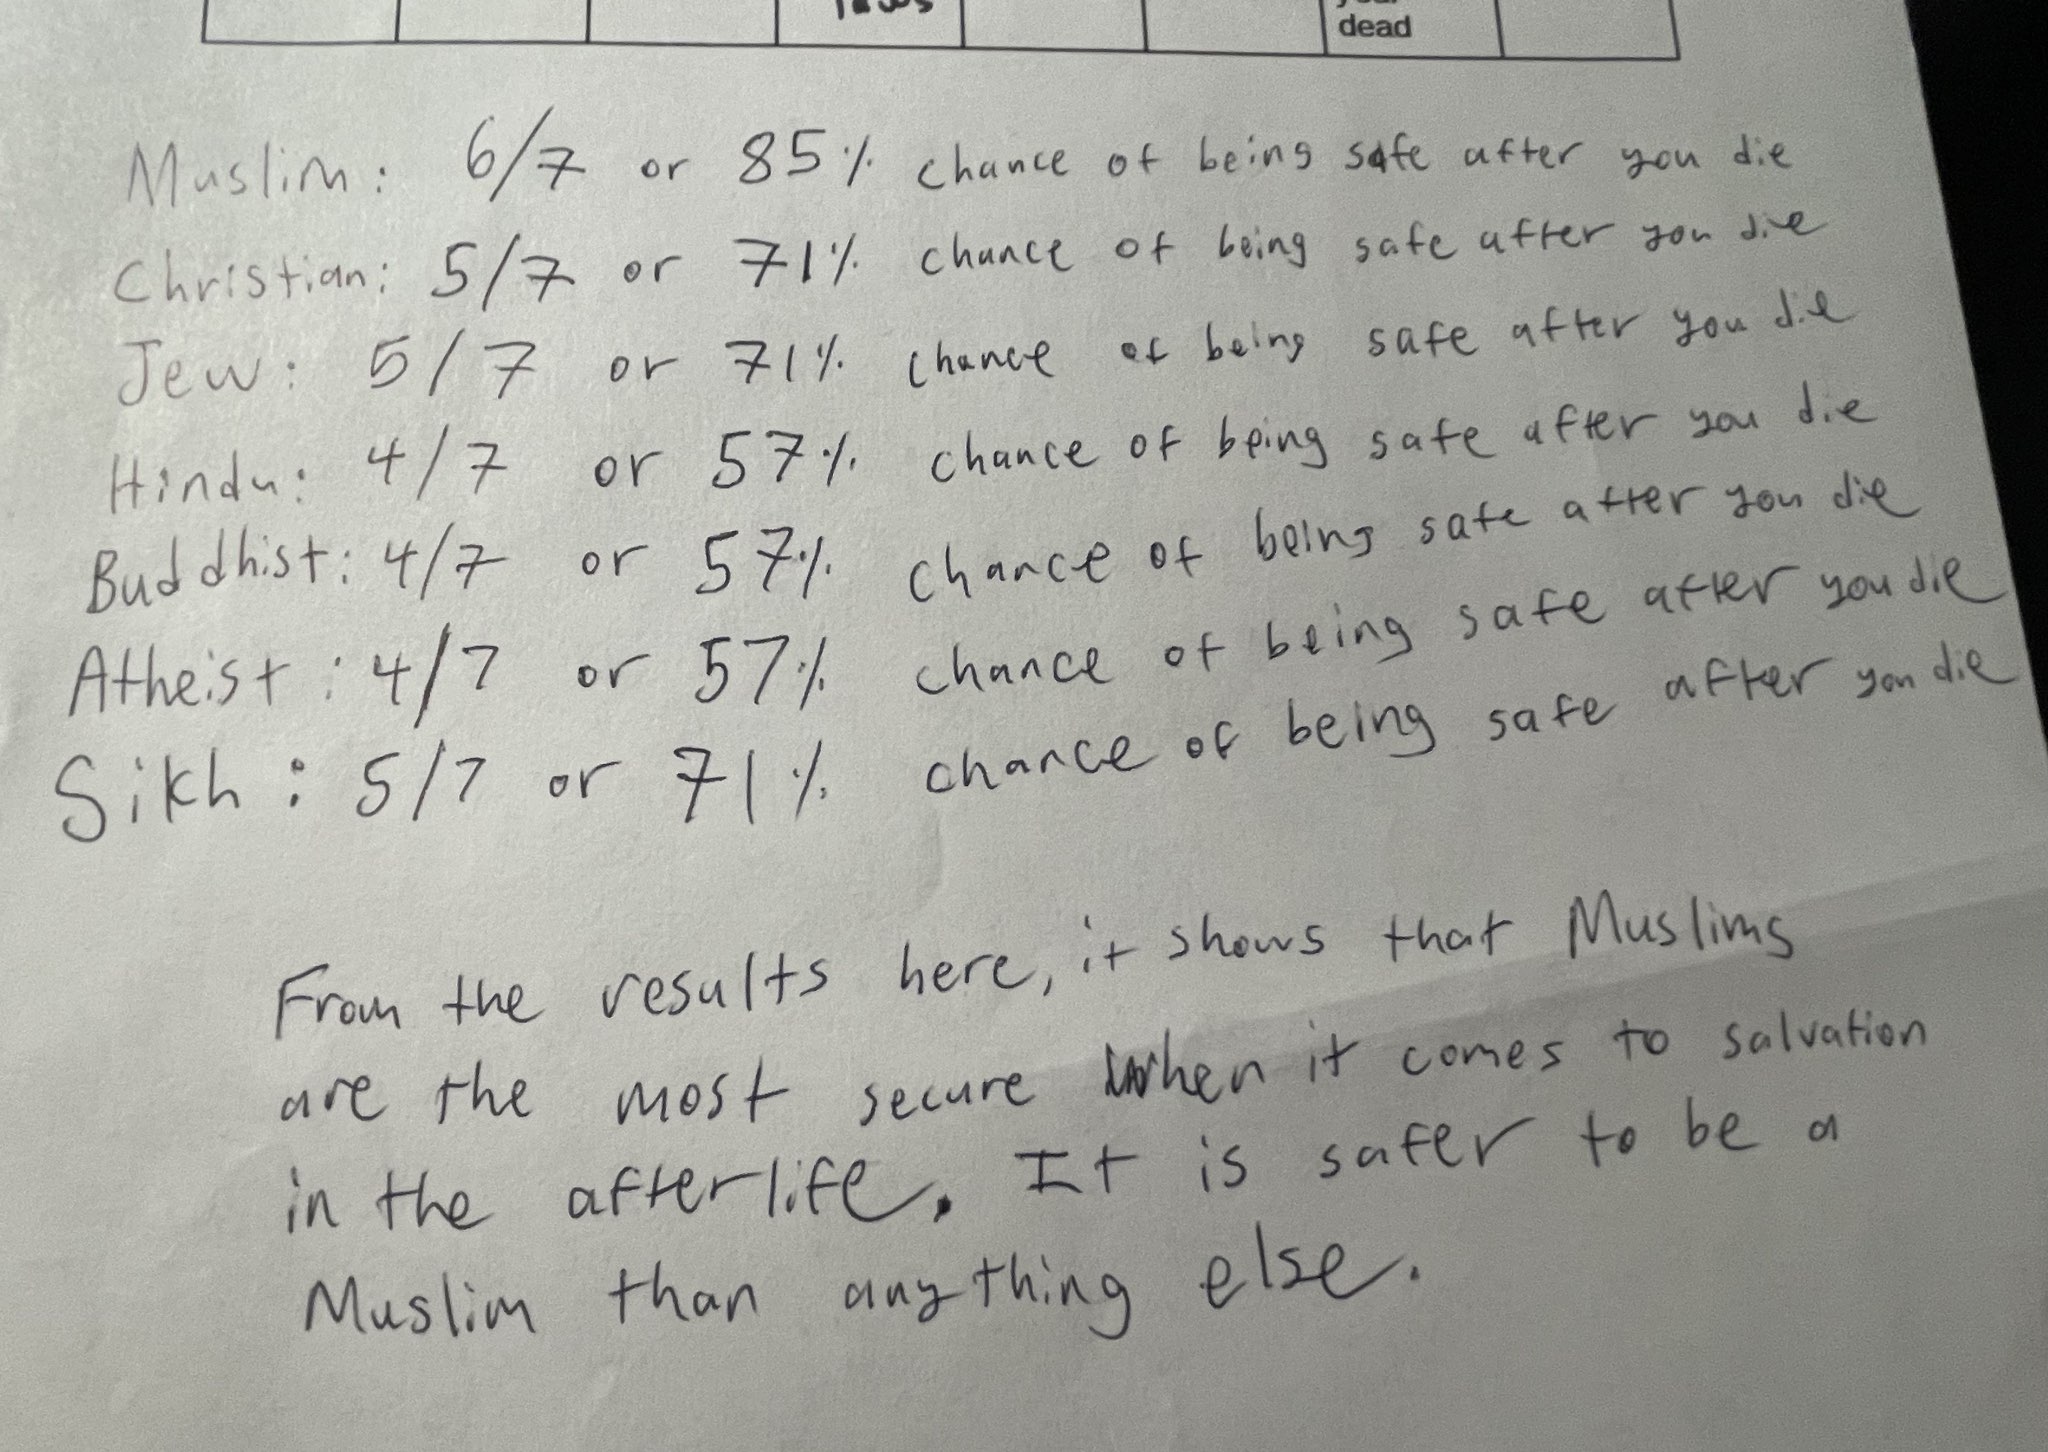 dead
Muslim: 6/7 or 85% chance of being safe after you die
Christian: 5/7 or 71% chance of being safe after you die
Jew: 5/7 or 71% chance of being safe after you die
Hindu: 4/7 or 57% chance of being safe after you die
Buddhist: 4/7 or 57% chance of being safe after you die
Atheist: 4/7 or 57% chance of being safe after you die
Sikh: 5/7 or 71% chance of being safe after you die
From the results here, it shows that Muslims
are the most secure when it comes to salvation
in the afterlife. It is safer to be a
Muslim than anything else.